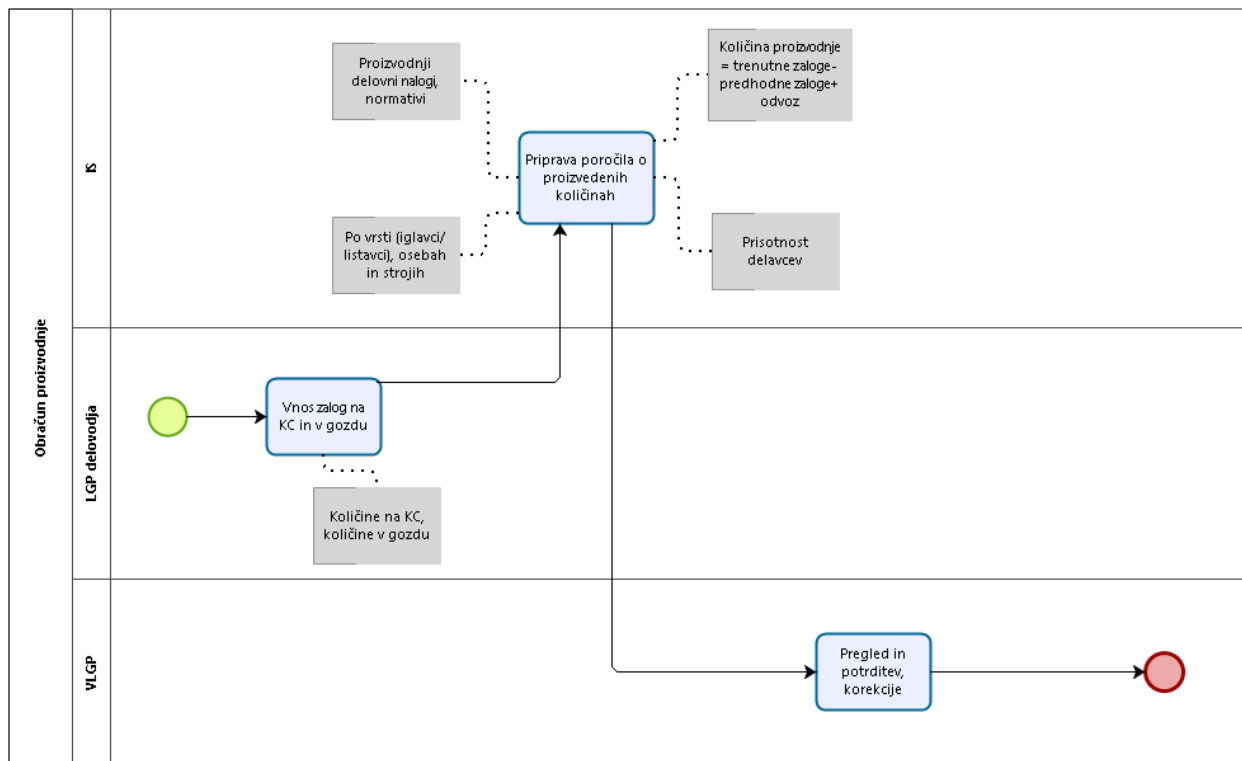 Obračun proizvodnje
IS
Proizvodnji
delovni nalogi,
normativi
Količina proizvodnje
= trenutne zaloge-
predhodne zaloge+
odvoz
Priprava poročila o
proizvedenih
količinah
Po vrsti (iglavci/
listavci), osebah
in strojih
Prisotnost
delavcev
LGP delovodja
Vnos zalog na
KC in v gozdu
Količine na KC,
količine v gozdu
VLGP
Pregled in
potrditev,
korekcije